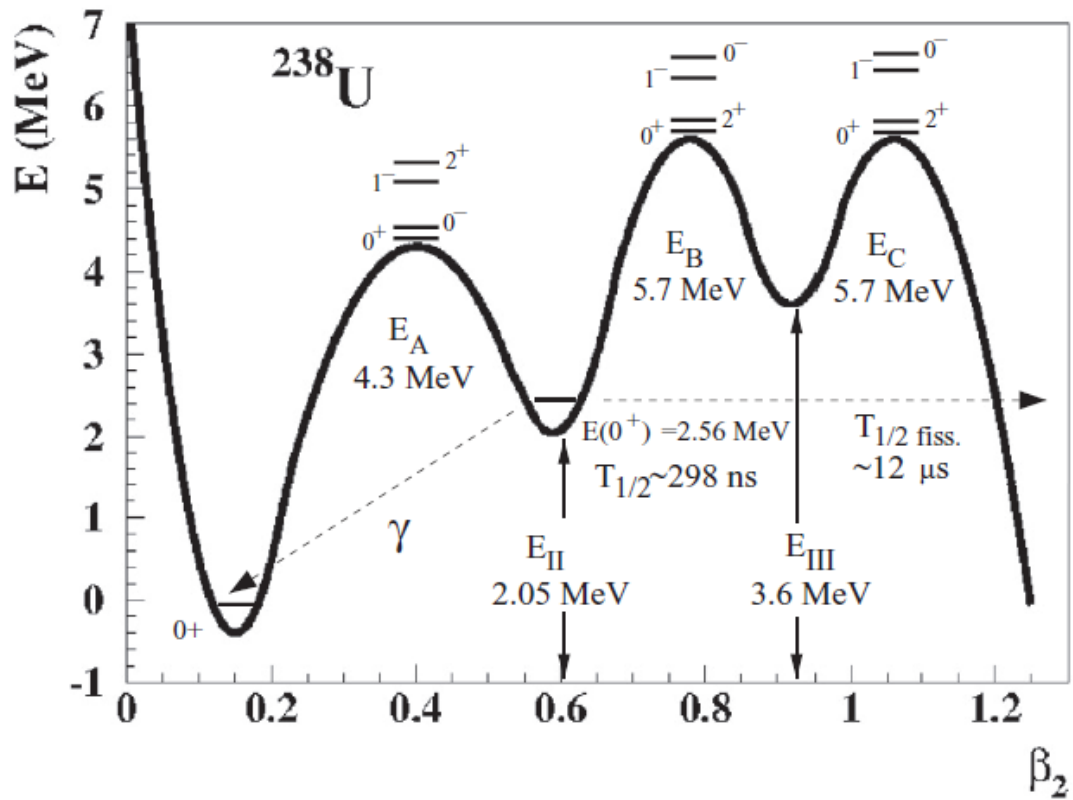 7
6
5
4
3
2
1
0
-1
E (MeV)
²³⁸U
1⁻
2⁺
0⁺
0⁻
1⁻
0⁻
0⁺
2⁺
1⁻
0⁻
0⁺
2⁺
E_A
4.3 MeV
E_B
5.7 MeV
E_C
5.7 MeV
E(0⁺) =2.56 MeV
T_1/2~298 ns
T_1/2 fiss.
~12 μs
γ
E_II
2.05 MeV
E_III
3.6 MeV
0+
0 0.2 0.4 0.6 0.8 1 1.2
β₂